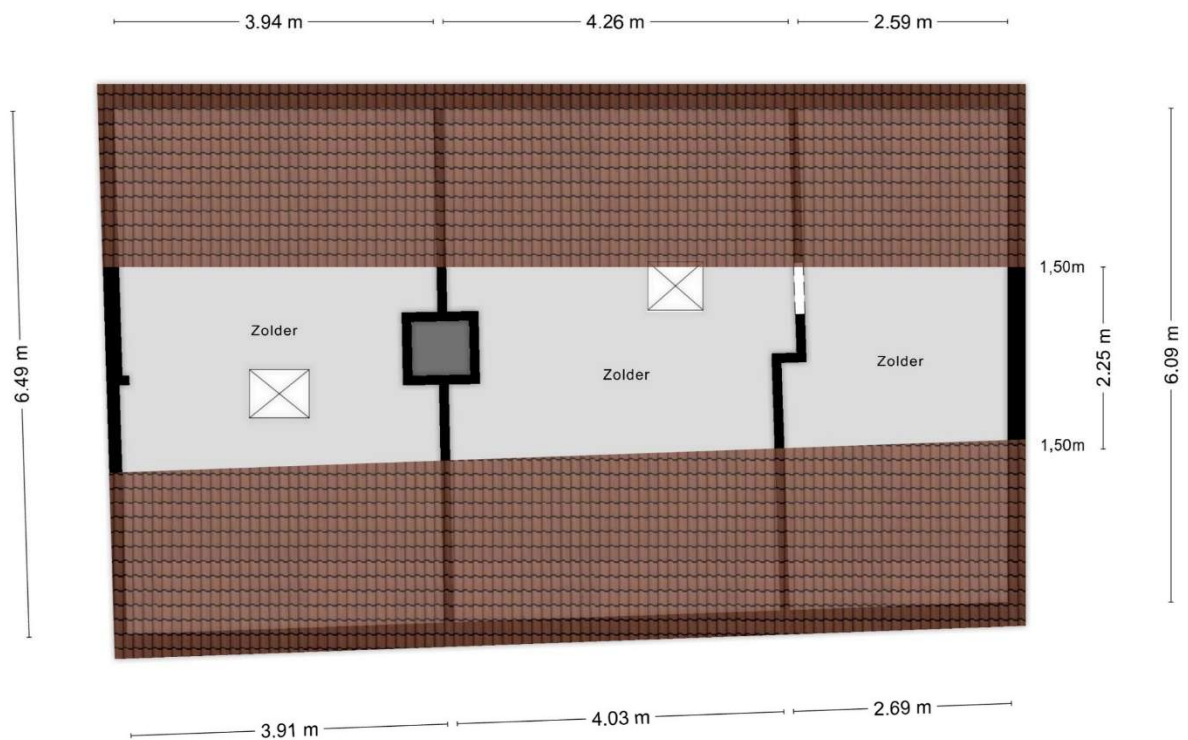 3.94 m
4.26 m
2.59 m
1,50m
Zolder
6.49 m
Zolder
Zolder
2.25 m
6.09 m
1,50m
3.91 m
4.03 m
2.69 m